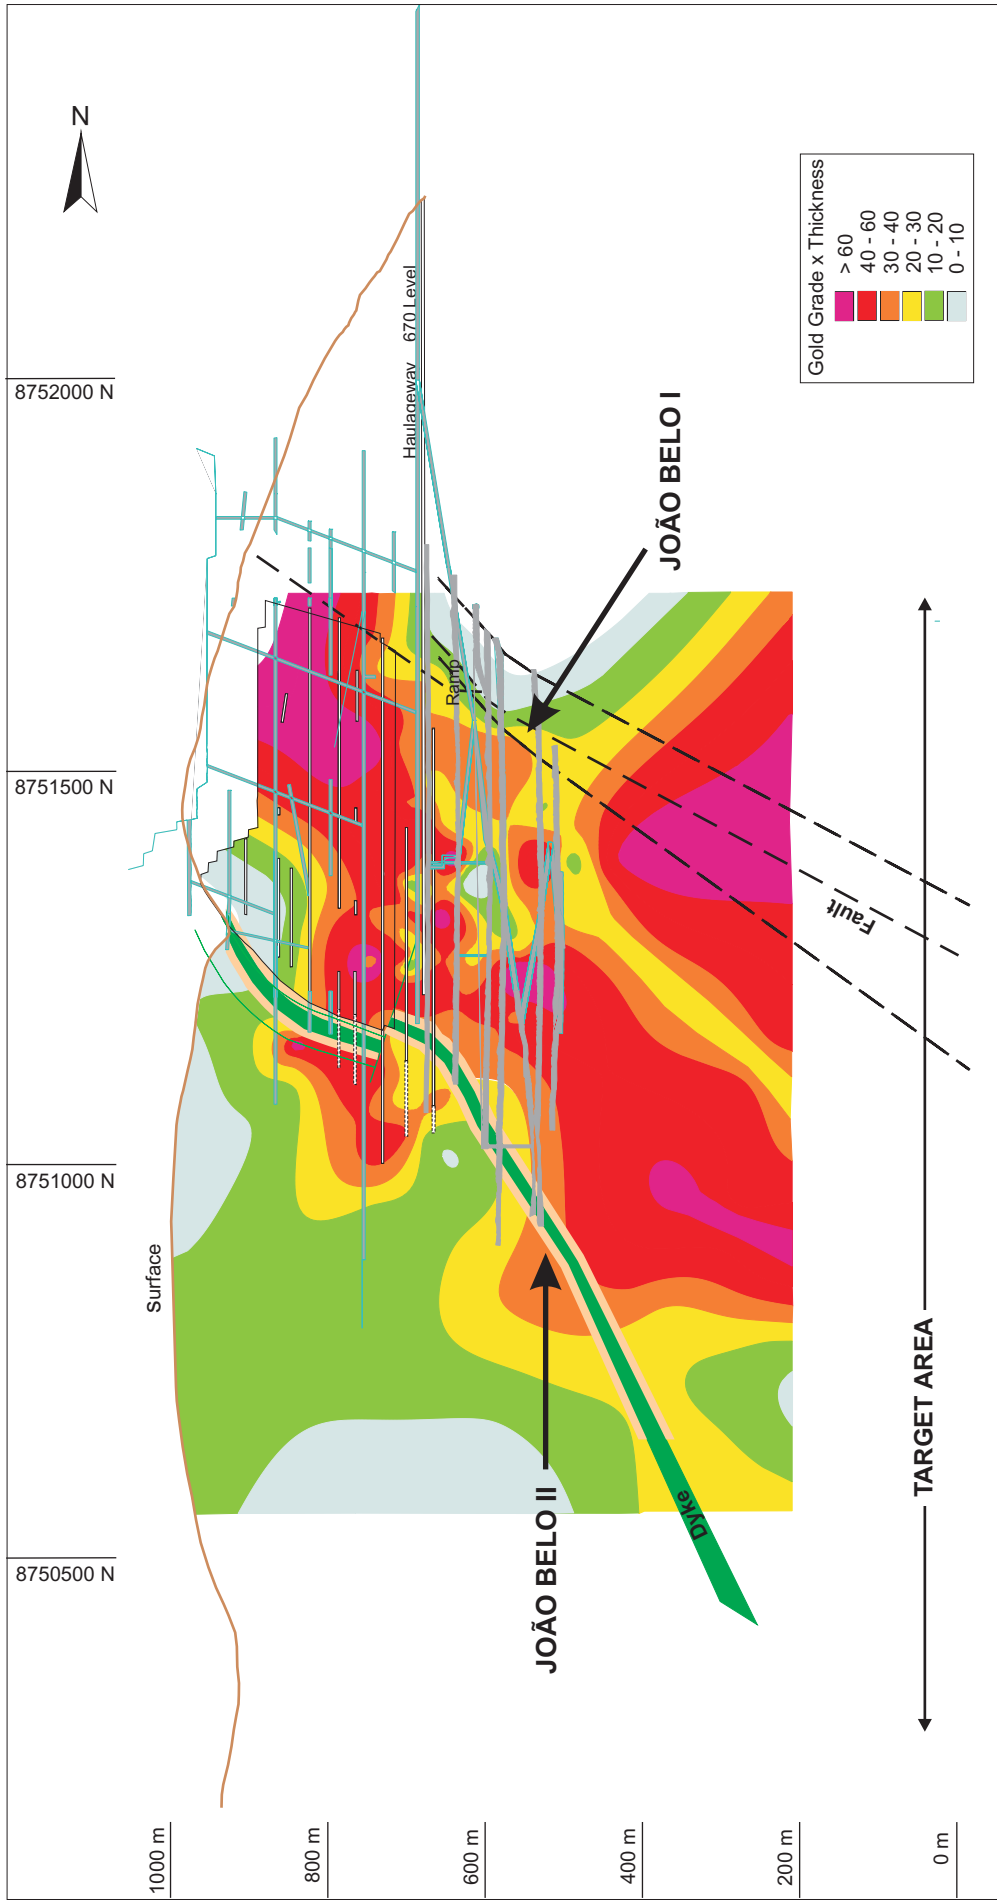 N
8752000 N
8751500 N
8751000 N
8750500 N
Surface
Haulageway 670 Level
Ramp
JOÃO BELO I
JOÃO BELO II
Fault
Dyke
TARGET AREA
Gold Grade x Thickness
> 60
40 - 60
30 - 40
20 - 30
10 - 20
0 - 10
1000 m
800 m
600 m
400 m
200 m
0 m